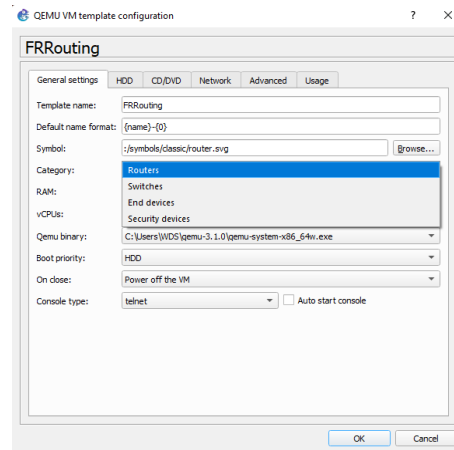 QEMU VM template configuration ? ×
FRRouting
General settings HDD CD/DVD Network Advanced Usage
Template name: FRRouting
Default name format: {name}-{0}
Symbol: :/symbols/classic/router.svg Browse...
Category: Routers
RAM: Switches
End devices
vCPUs: Security devices
Qemu binary: C:\Users\WDS\qemu-3.1.0\qemu-system-x86_64w.exe
Boot priority: HDD
On close: Power off the VM
Console type: telnet Auto start console
OK Cancel